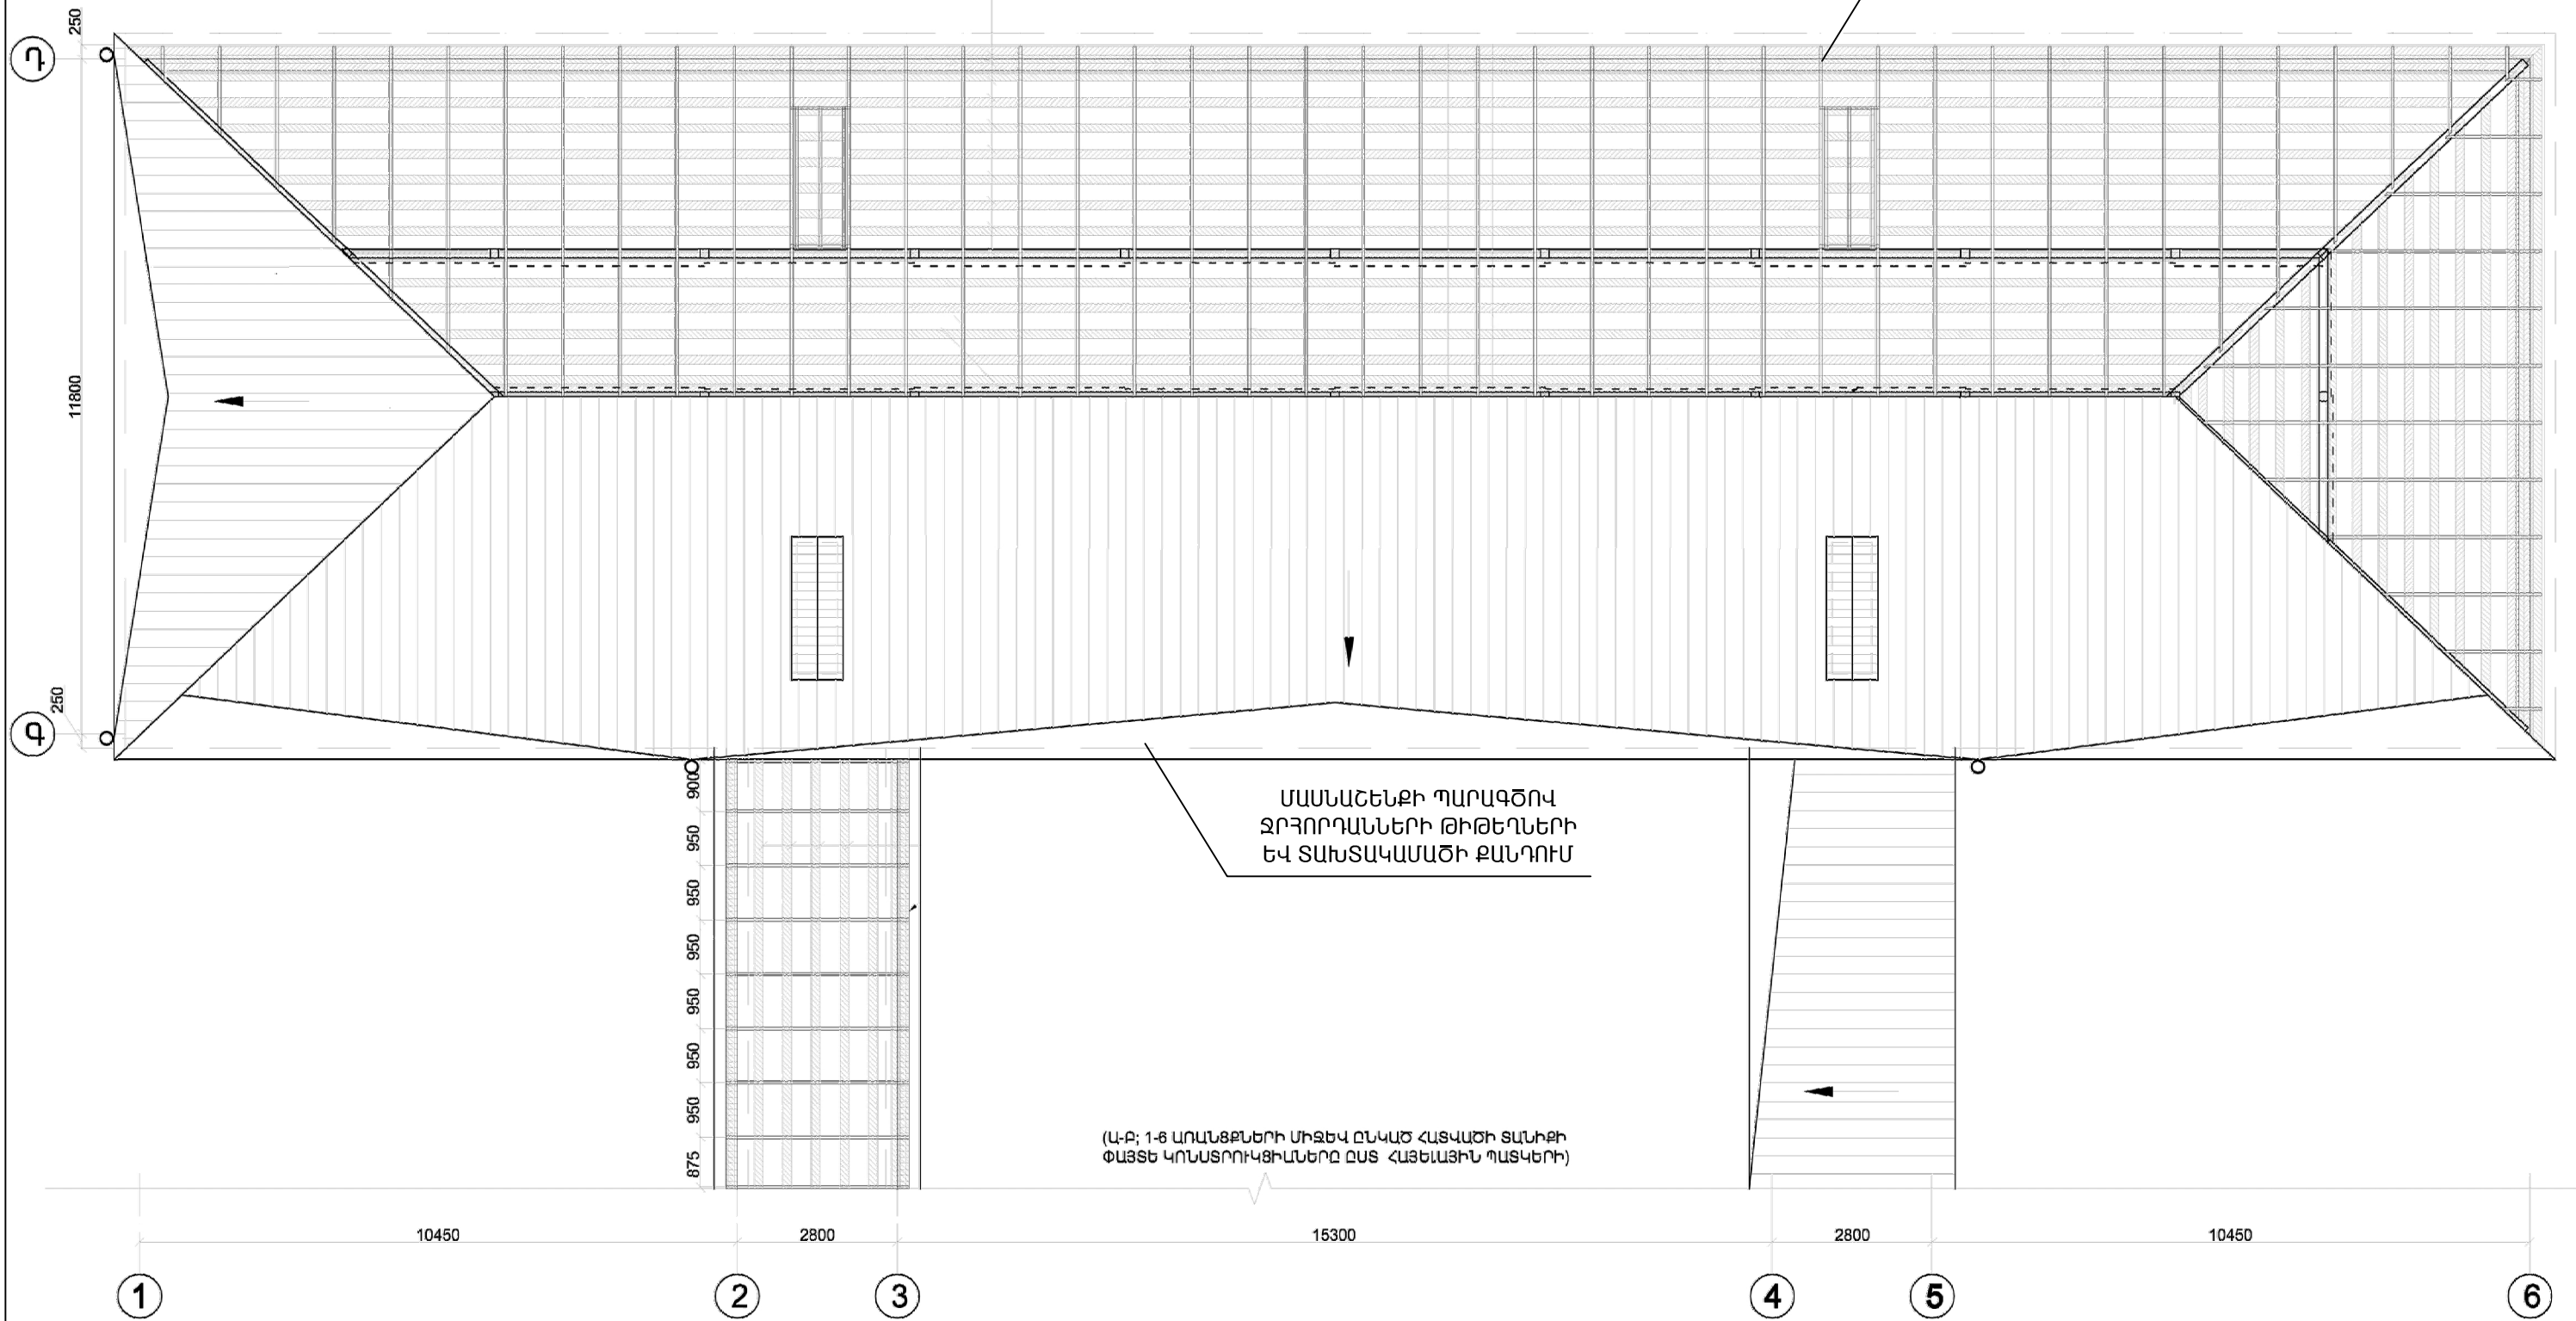 250
Դ
11800
250
Գ
900
950
950
950
950
950
950
875
ՄԱՍՆԱՇԵՆՔԻ ՊԱՐԱԳԾՈՎ
ՋՐՀՈՐԴԱՆՆԵՐԻ ԹԻԹԵՂՆԵՐԻ
ԵՎ ՏԱԽՏԱԿԱՄԱԾԻ ՔԱՆԴՈՒՄ
(Ա-Բ; 1-6 ԱՌԱՆՑՔՆԵՐԻ ՄԻՋԵՎ ԸՆԿԱԾ ՀԱՏՎԱԾԻ ՏԱՆԻՔԻ
ՓԱՅՏԵ ԿՈՆՍՏՐՈՒԿՑԻԱՆԵՐԸ ԸՍՏ ՀԱՅԵԼԱՅԻՆ ՊԱՏԿԵՐԻ)
10450 2800 15300 2800 10450
1 2 3 4 5 6